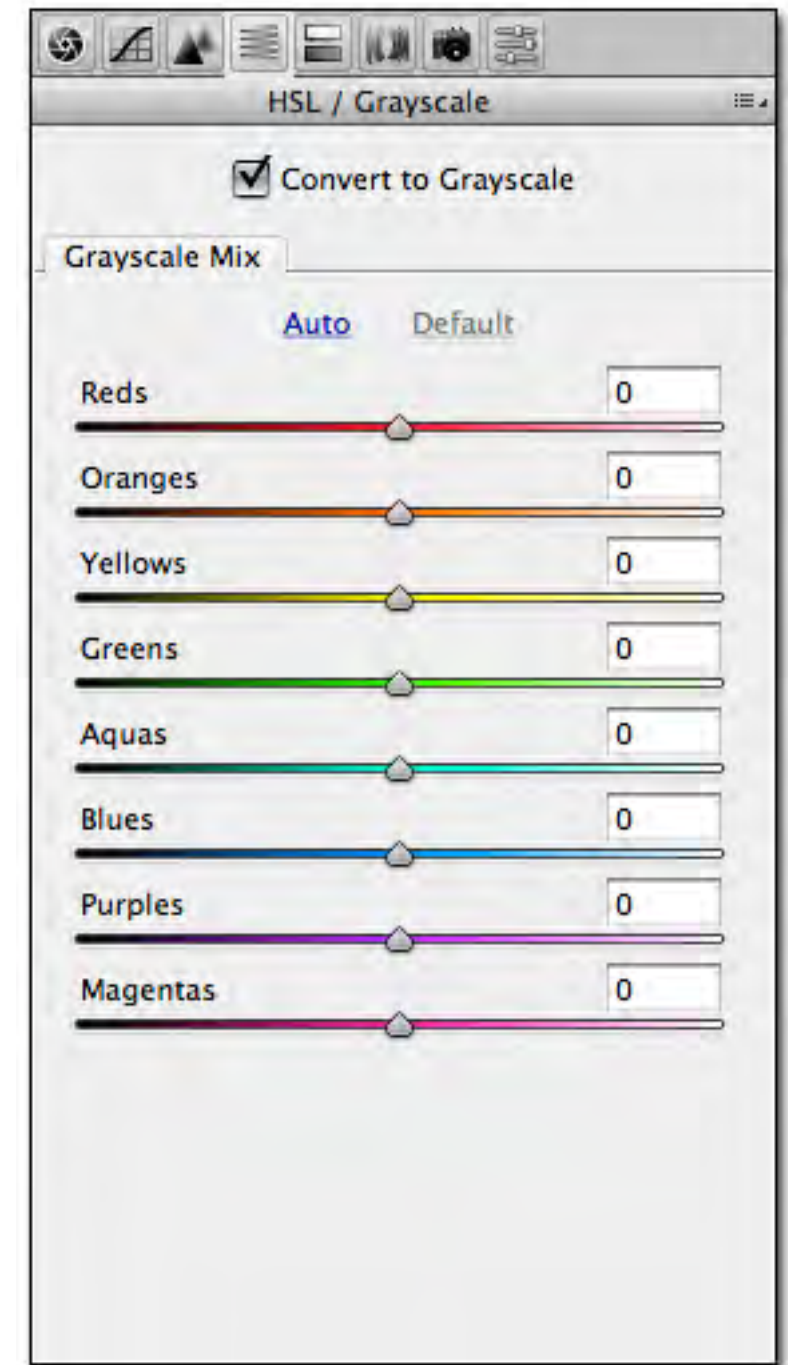 HSL / Grayscale
Convert to Grayscale
Grayscale Mix
Auto Default
Reds 0
Oranges 0
Yellows 0
Greens 0
Aquas 0
Blues 0
Purples 0
Magentas 0